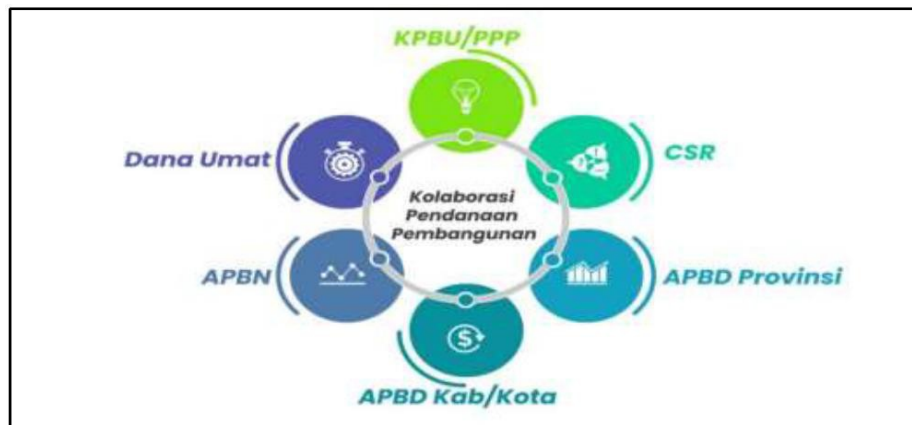 KPBU/PPP
Dana Umat
CSR
Kolaborasi
Pendanaan
Pembangunan
APBN
APBD Provinsi
$
APBD Kab/Kota